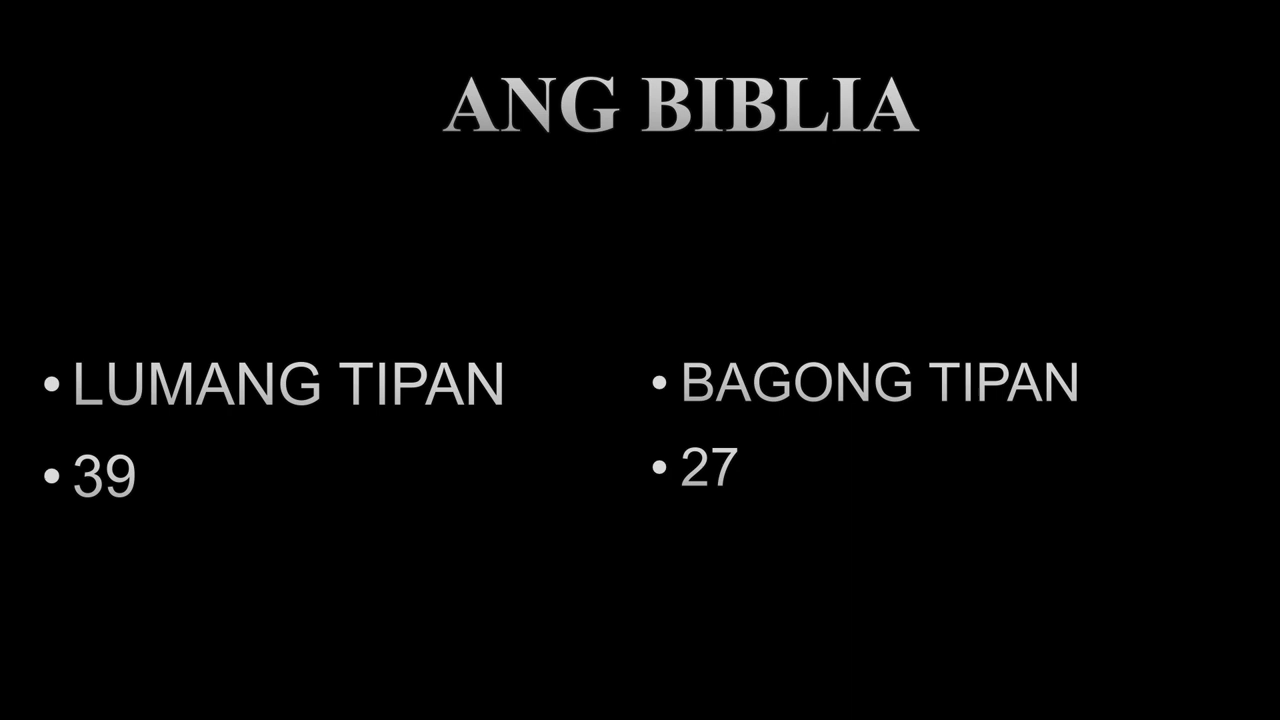 ANG BIBLIA
• LUMANG TIPAN
• 39
• BAGONG TIPAN
• 27